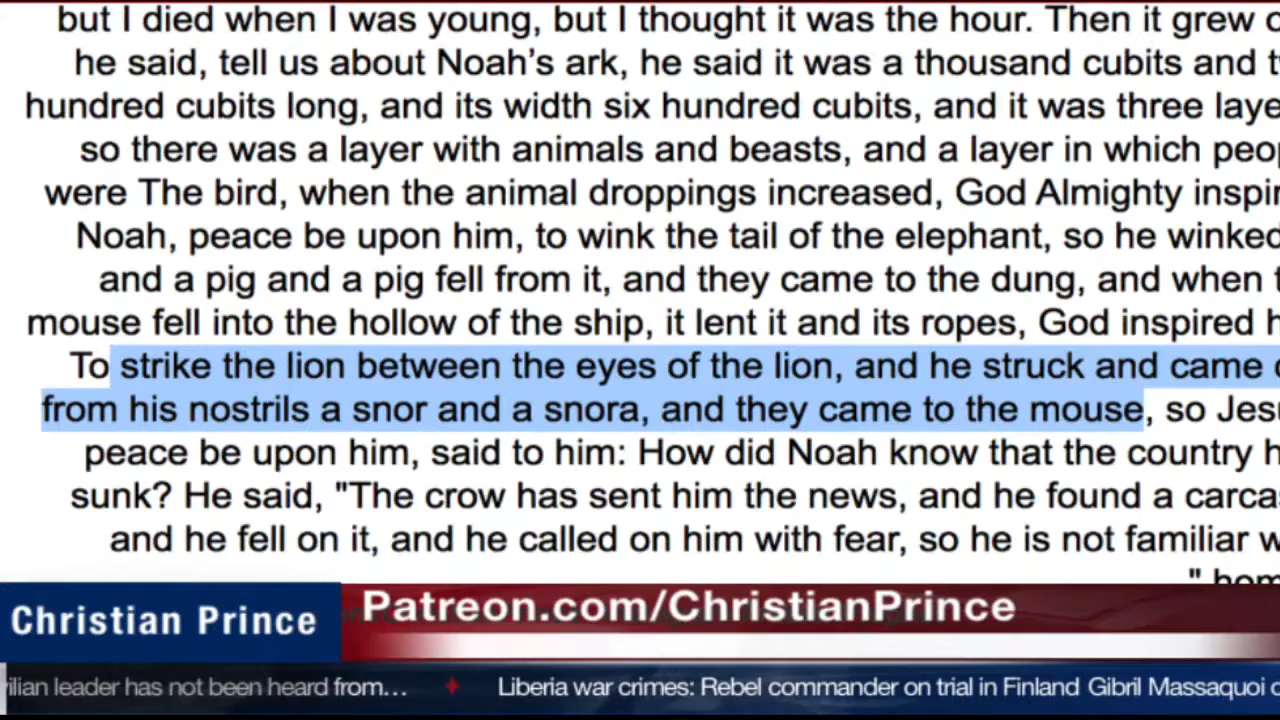 but I died when I was young, but I thought it was the hour. Then it grew
he said, tell us about Noah’s ark, he said it was a thousand cubits and
hundred cubits long, and its width six hundred cubits, and it was three laye
so there was a layer with animals and beasts, and a layer in which peop
were The bird, when the animal droppings increased, God Almighty inspir
Noah, peace be upon him, to wink the tail of the elephant, so he winked
and a pig and a pig fell from it, and they came to the dung, and when
mouse fell into the hollow of the ship, it lent it and its ropes, God inspired h
To strike the lion between the eyes of the lion, and he struck and came
from his nostrils a snor and a snora, and they came to the mouse, so Jesu
peace be upon him, said to him: How did Noah know that the country h
sunk? He said, "The crow has sent him the news, and he found a carca
and he fell on it, and he called on him with fear, so he is not familiar w
" hom
Christian Prince
Patreon.com/ChristianPrince
vilian leader has not been heard from... Liberia war crimes: Rebel commander on trial in Finland Gibril Massaquoi